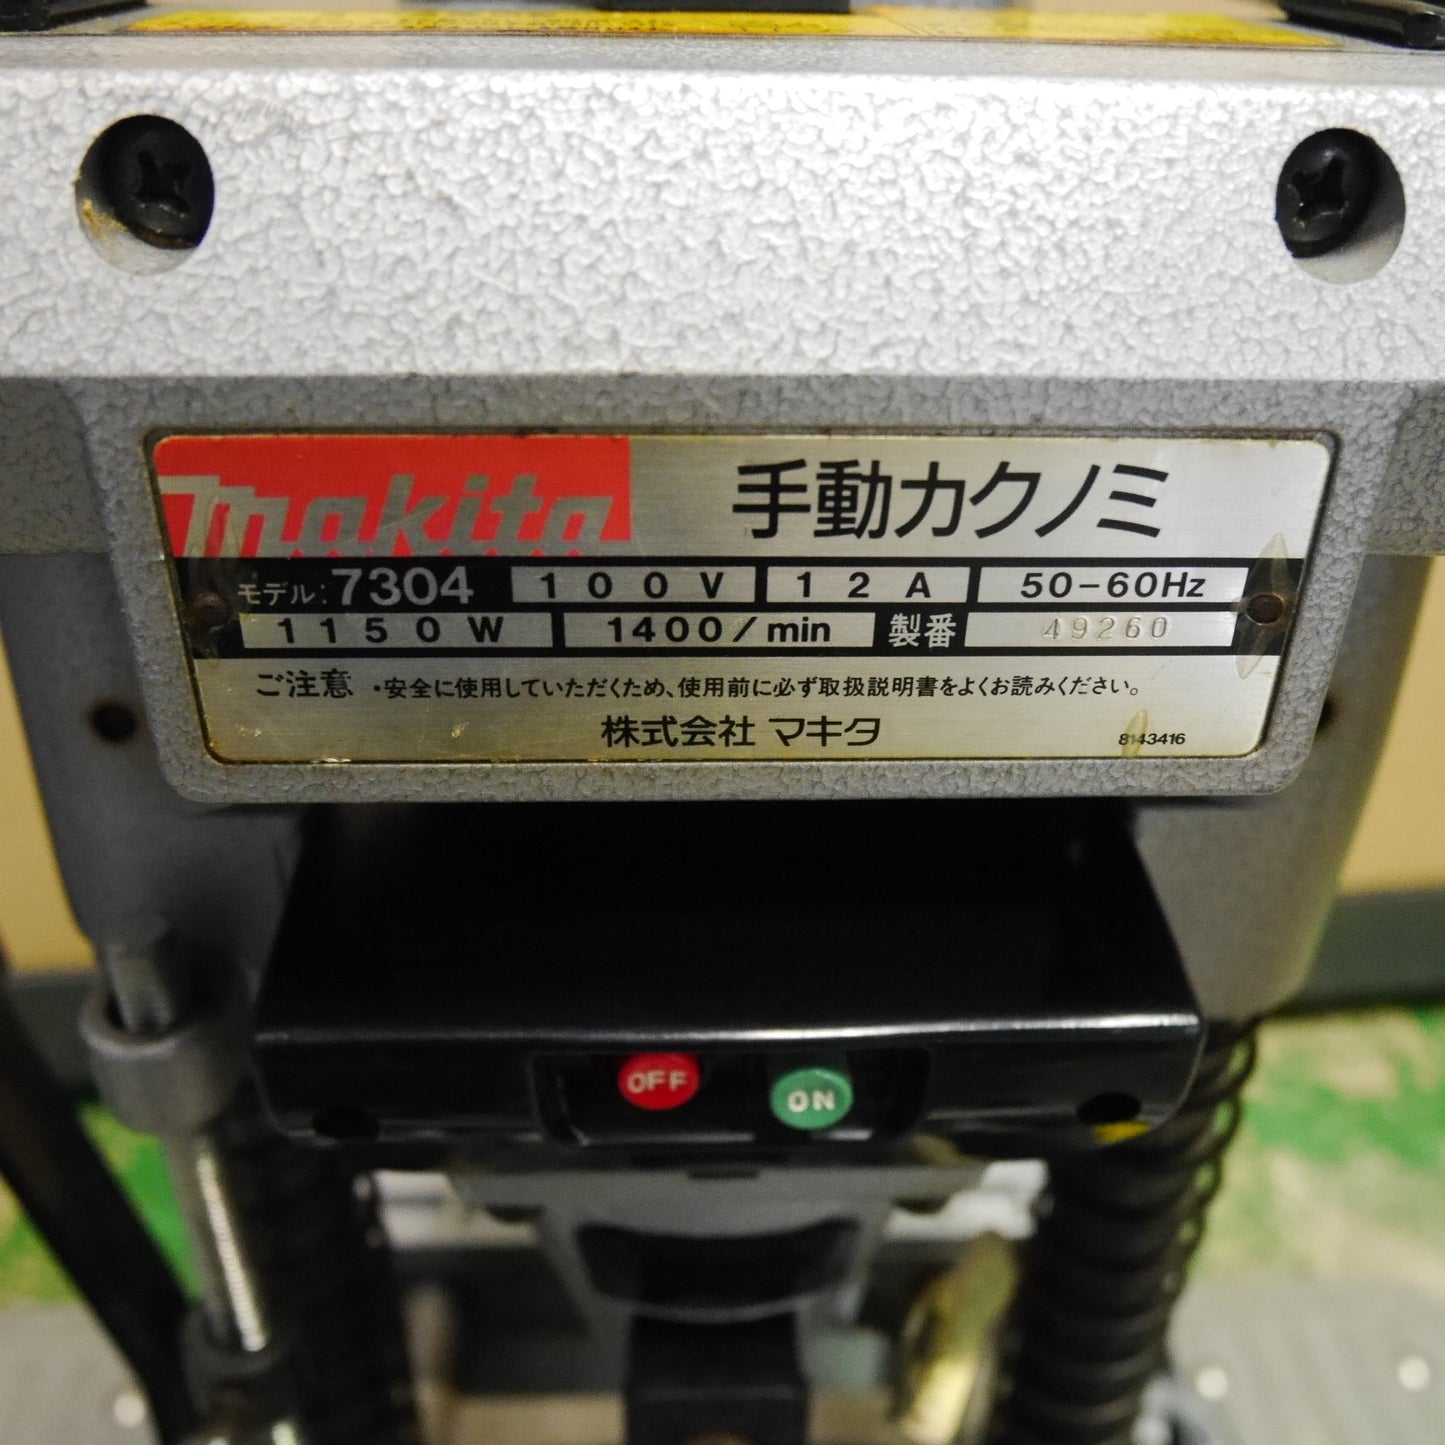 makita 手動カクノミ
モデル: 7304 100V 12A 50-60Hz
1150W 1400/min 製番 49260
ご注意 ・安全に使用していただくため、使用前に必ず取扱説明書をよくお読みください。
株式会社 マキタ 8143416
OFF ON